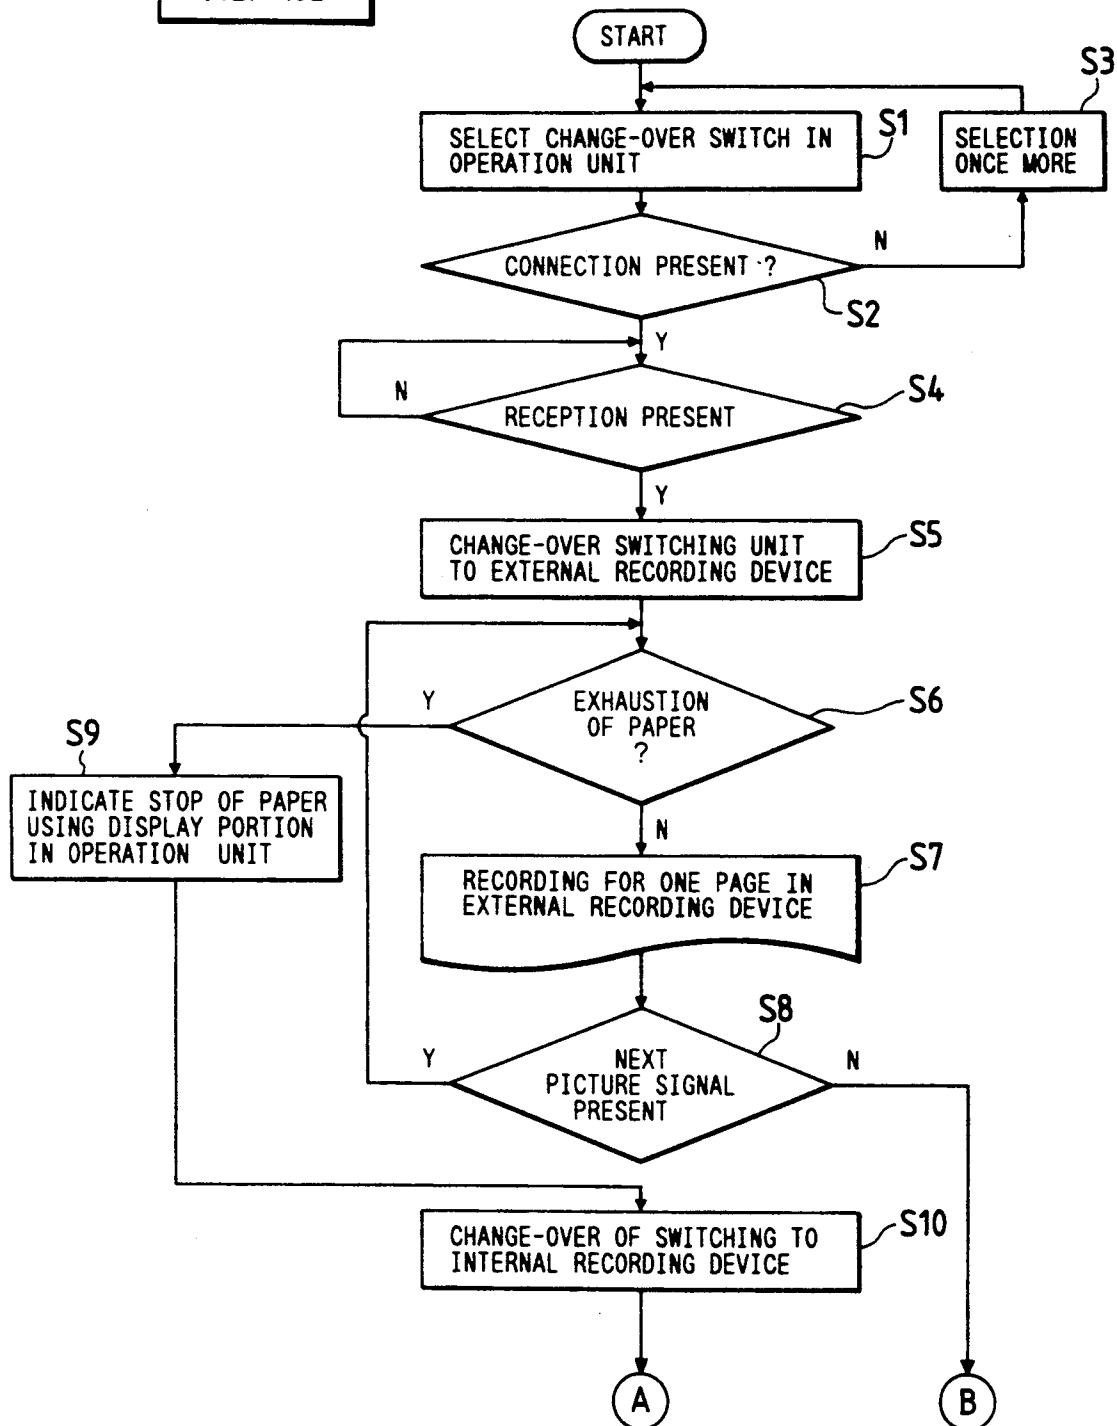 START
S3
SELECT CHANGE-OVER SWITCH IN
OPERATION UNIT
S1
SELECTION
ONCE MORE
CONNECTION PRESENT ?
N
S2
Y
N
RECEPTION PRESENT
S4
Y
CHANGE-OVER SWITCHING UNIT
TO EXTERNAL RECORDING DEVICE
S5
Y
EXHAUSTION
OF PAPER
?
S6
S9
INDICATE STOP OF PAPER
USING DISPLAY PORTION
IN OPERATION UNIT
N
RECORDING FOR ONE PAGE IN
EXTERNAL RECORDING DEVICE
S7
S8
Y
NEXT
PICTURE SIGNAL
PRESENT
N
CHANGE-OVER OF SWITCHING TO
INTERNAL RECORDING DEVICE
S10
A
B